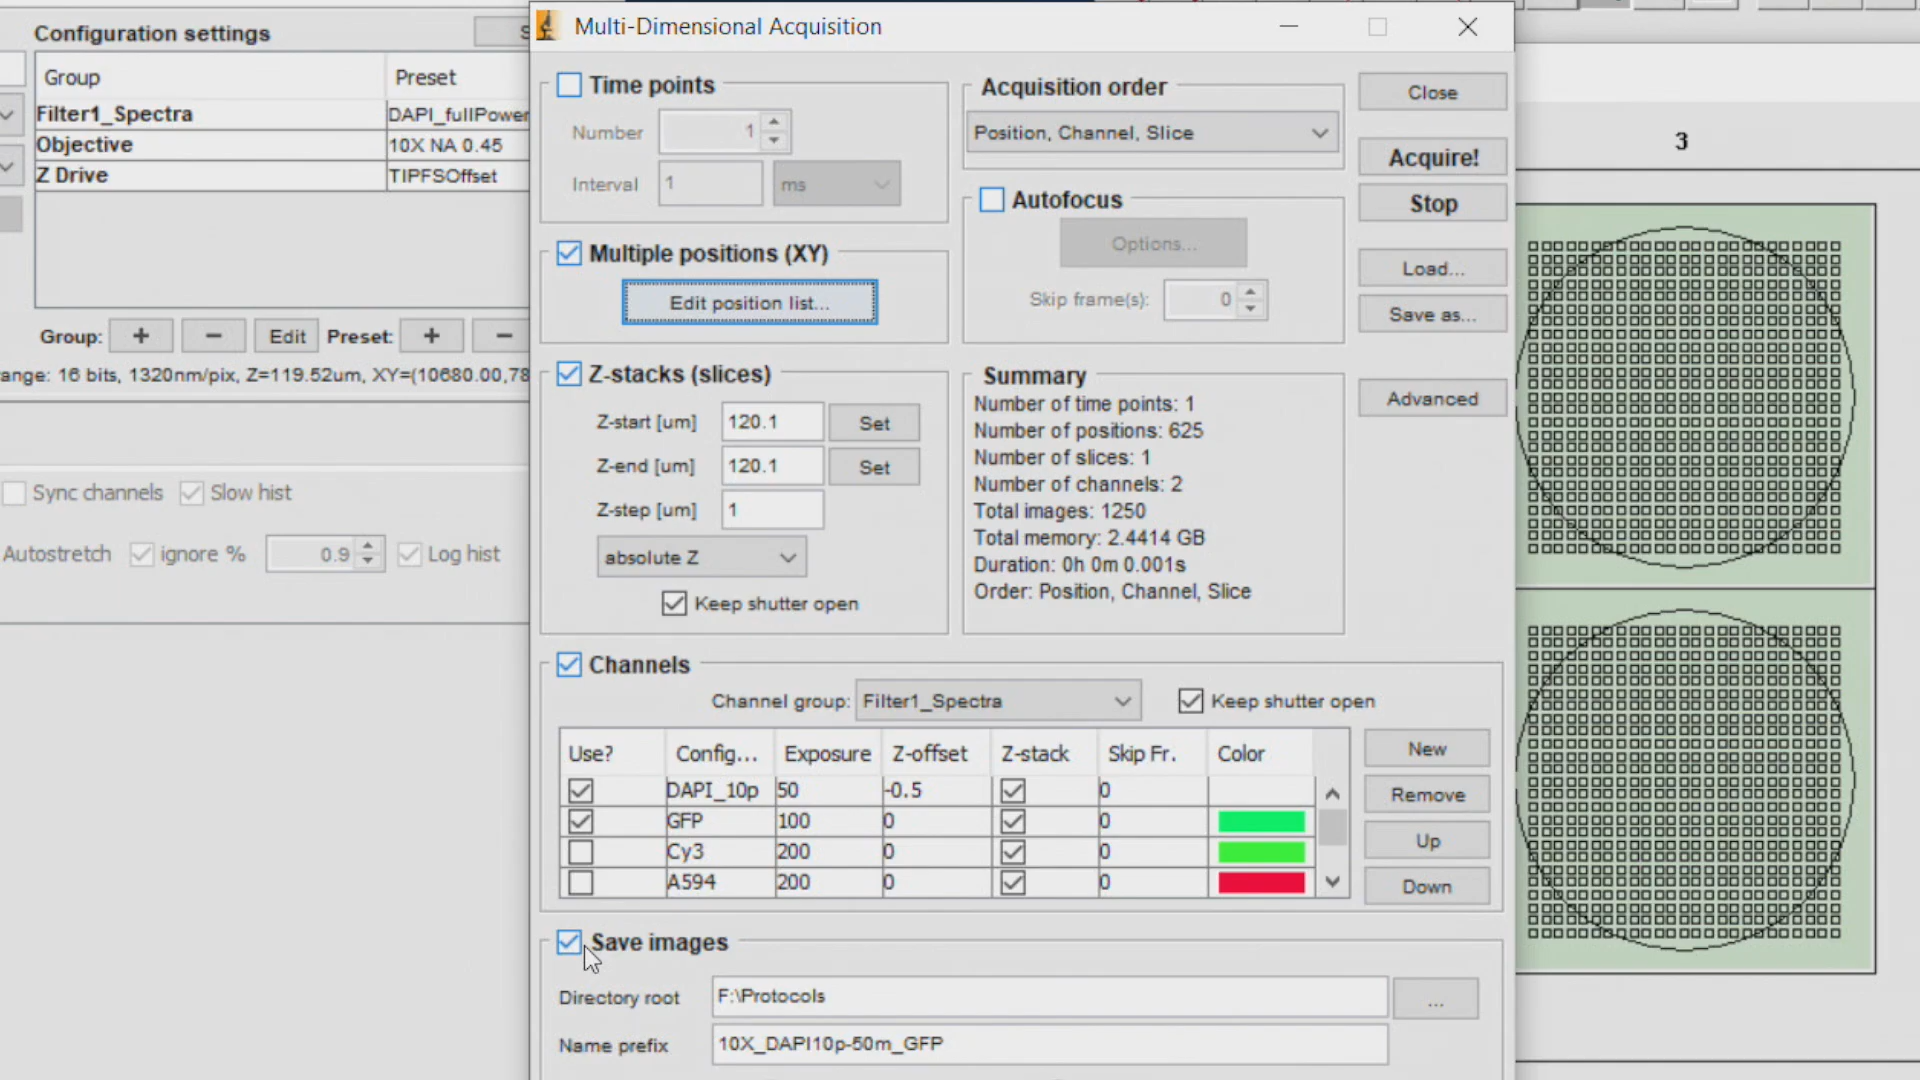 Configuration settings
Group Preset
Filter1_Spectra DAPI_fullPower
Objective 10X NA 0.45
Z Drive TIPFSOffset
Group: + − Edit Preset: + −
ange: 16 bits, 1320nm/pix, Z=119.52um, XY=(10680.00,78
Sync channels Slow hist
Autostretch ignore % 0.9 Log hist
Multi-Dimensional Acquisition
Time points
Number 1
Interval 1 ms
Multiple positions (XY)
Edit position list...
Z-stacks (slices)
Z-start [um] 120.1 Set
Z-end [um] 120.1 Set
Z-step [um] 1
absolute Z
Keep shutter open
Acquisition order
Position, Channel, Slice
Autofocus
Options...
Skip frame(s): 0
Summary
Number of time points: 1
Number of positions: 625
Number of slices: 1
Number of channels: 2
Total images: 1250
Total memory: 2.4414 GB
Duration: 0h 0m 0.001s
Order: Position, Channel, Slice
Close
Acquire!
Stop
Load...
Save as...
Advanced
Channels
Channel group: Filter1_Spectra Keep shutter open
Use? Config... Exposure Z-offset Z-stack Skip Fr. Color
DAPI_10p 50 -0.5 0
GFP 100 0 0
Cy3 200 0 0
A594 200 0 0
New
Remove
Up
Down
Save images
Directory root F:\Protocols ...
Name prefix 10X_DAPI10p-50m_GFP
3